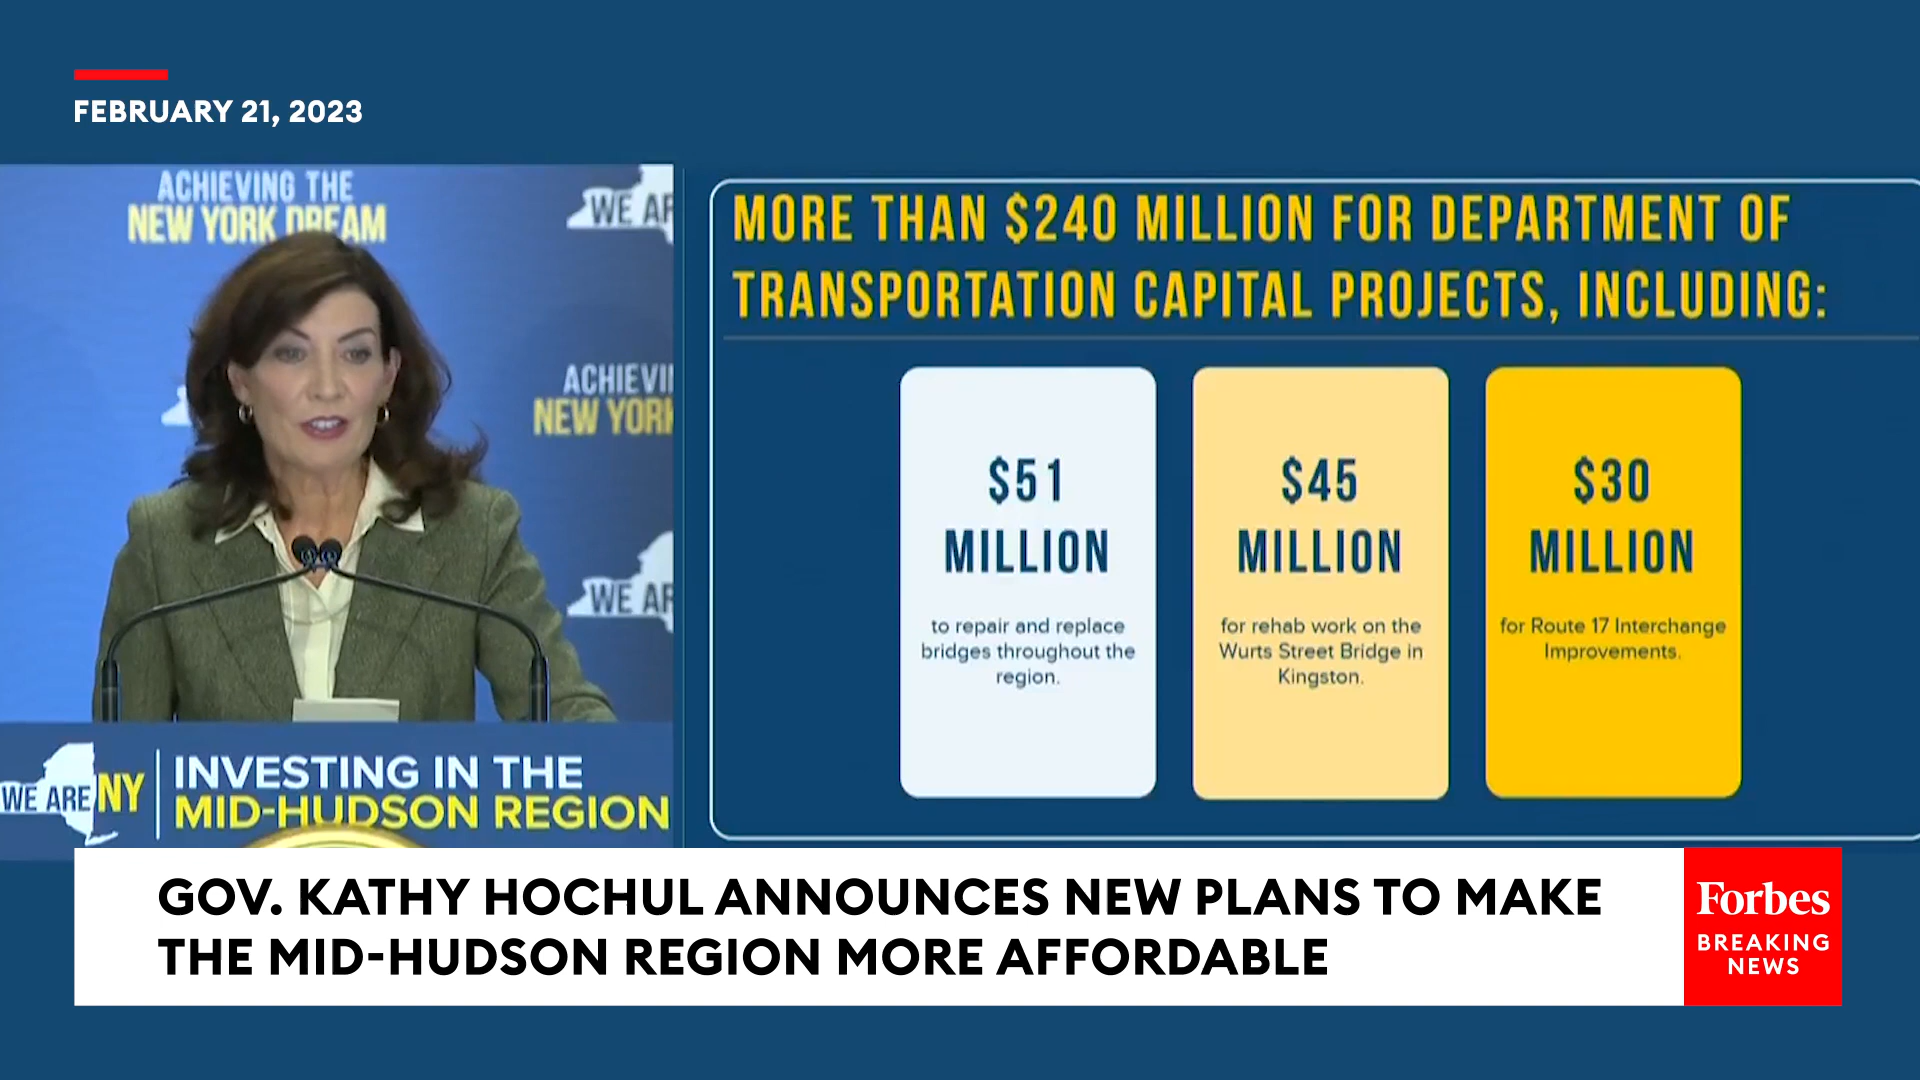 FEBRUARY 21, 2023
ACHIEVING THE
NEW YORK DREAM
WE
NEW YORK
WE
WE ARE NY
INVESTING IN THE
MID-HUDSON REGION
MORE THAN $240 MILLION FOR DEPARTMENT OF
TRANSPORTATION CAPITAL PROJECTS, INCLUDING:
$51
MILLION
to repair and replace
bridges throughout the
region.
$45
MILLION
for rehab work on the
Wurts Street Bridge in
Kingston.
$30
MILLION
for Route 17 Interchange
Improvements.
GOV. KATHY HOCHUL ANNOUNCES NEW PLANS TO MAKE
THE MID-HUDSON REGION MORE AFFORDABLE
Forbes
BREAKING
NEWS